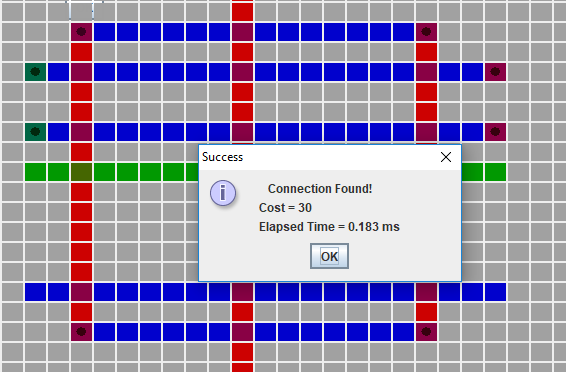 Success
Connection Found!
Cost = 30
Elapsed Time = 0.183 ms
OK